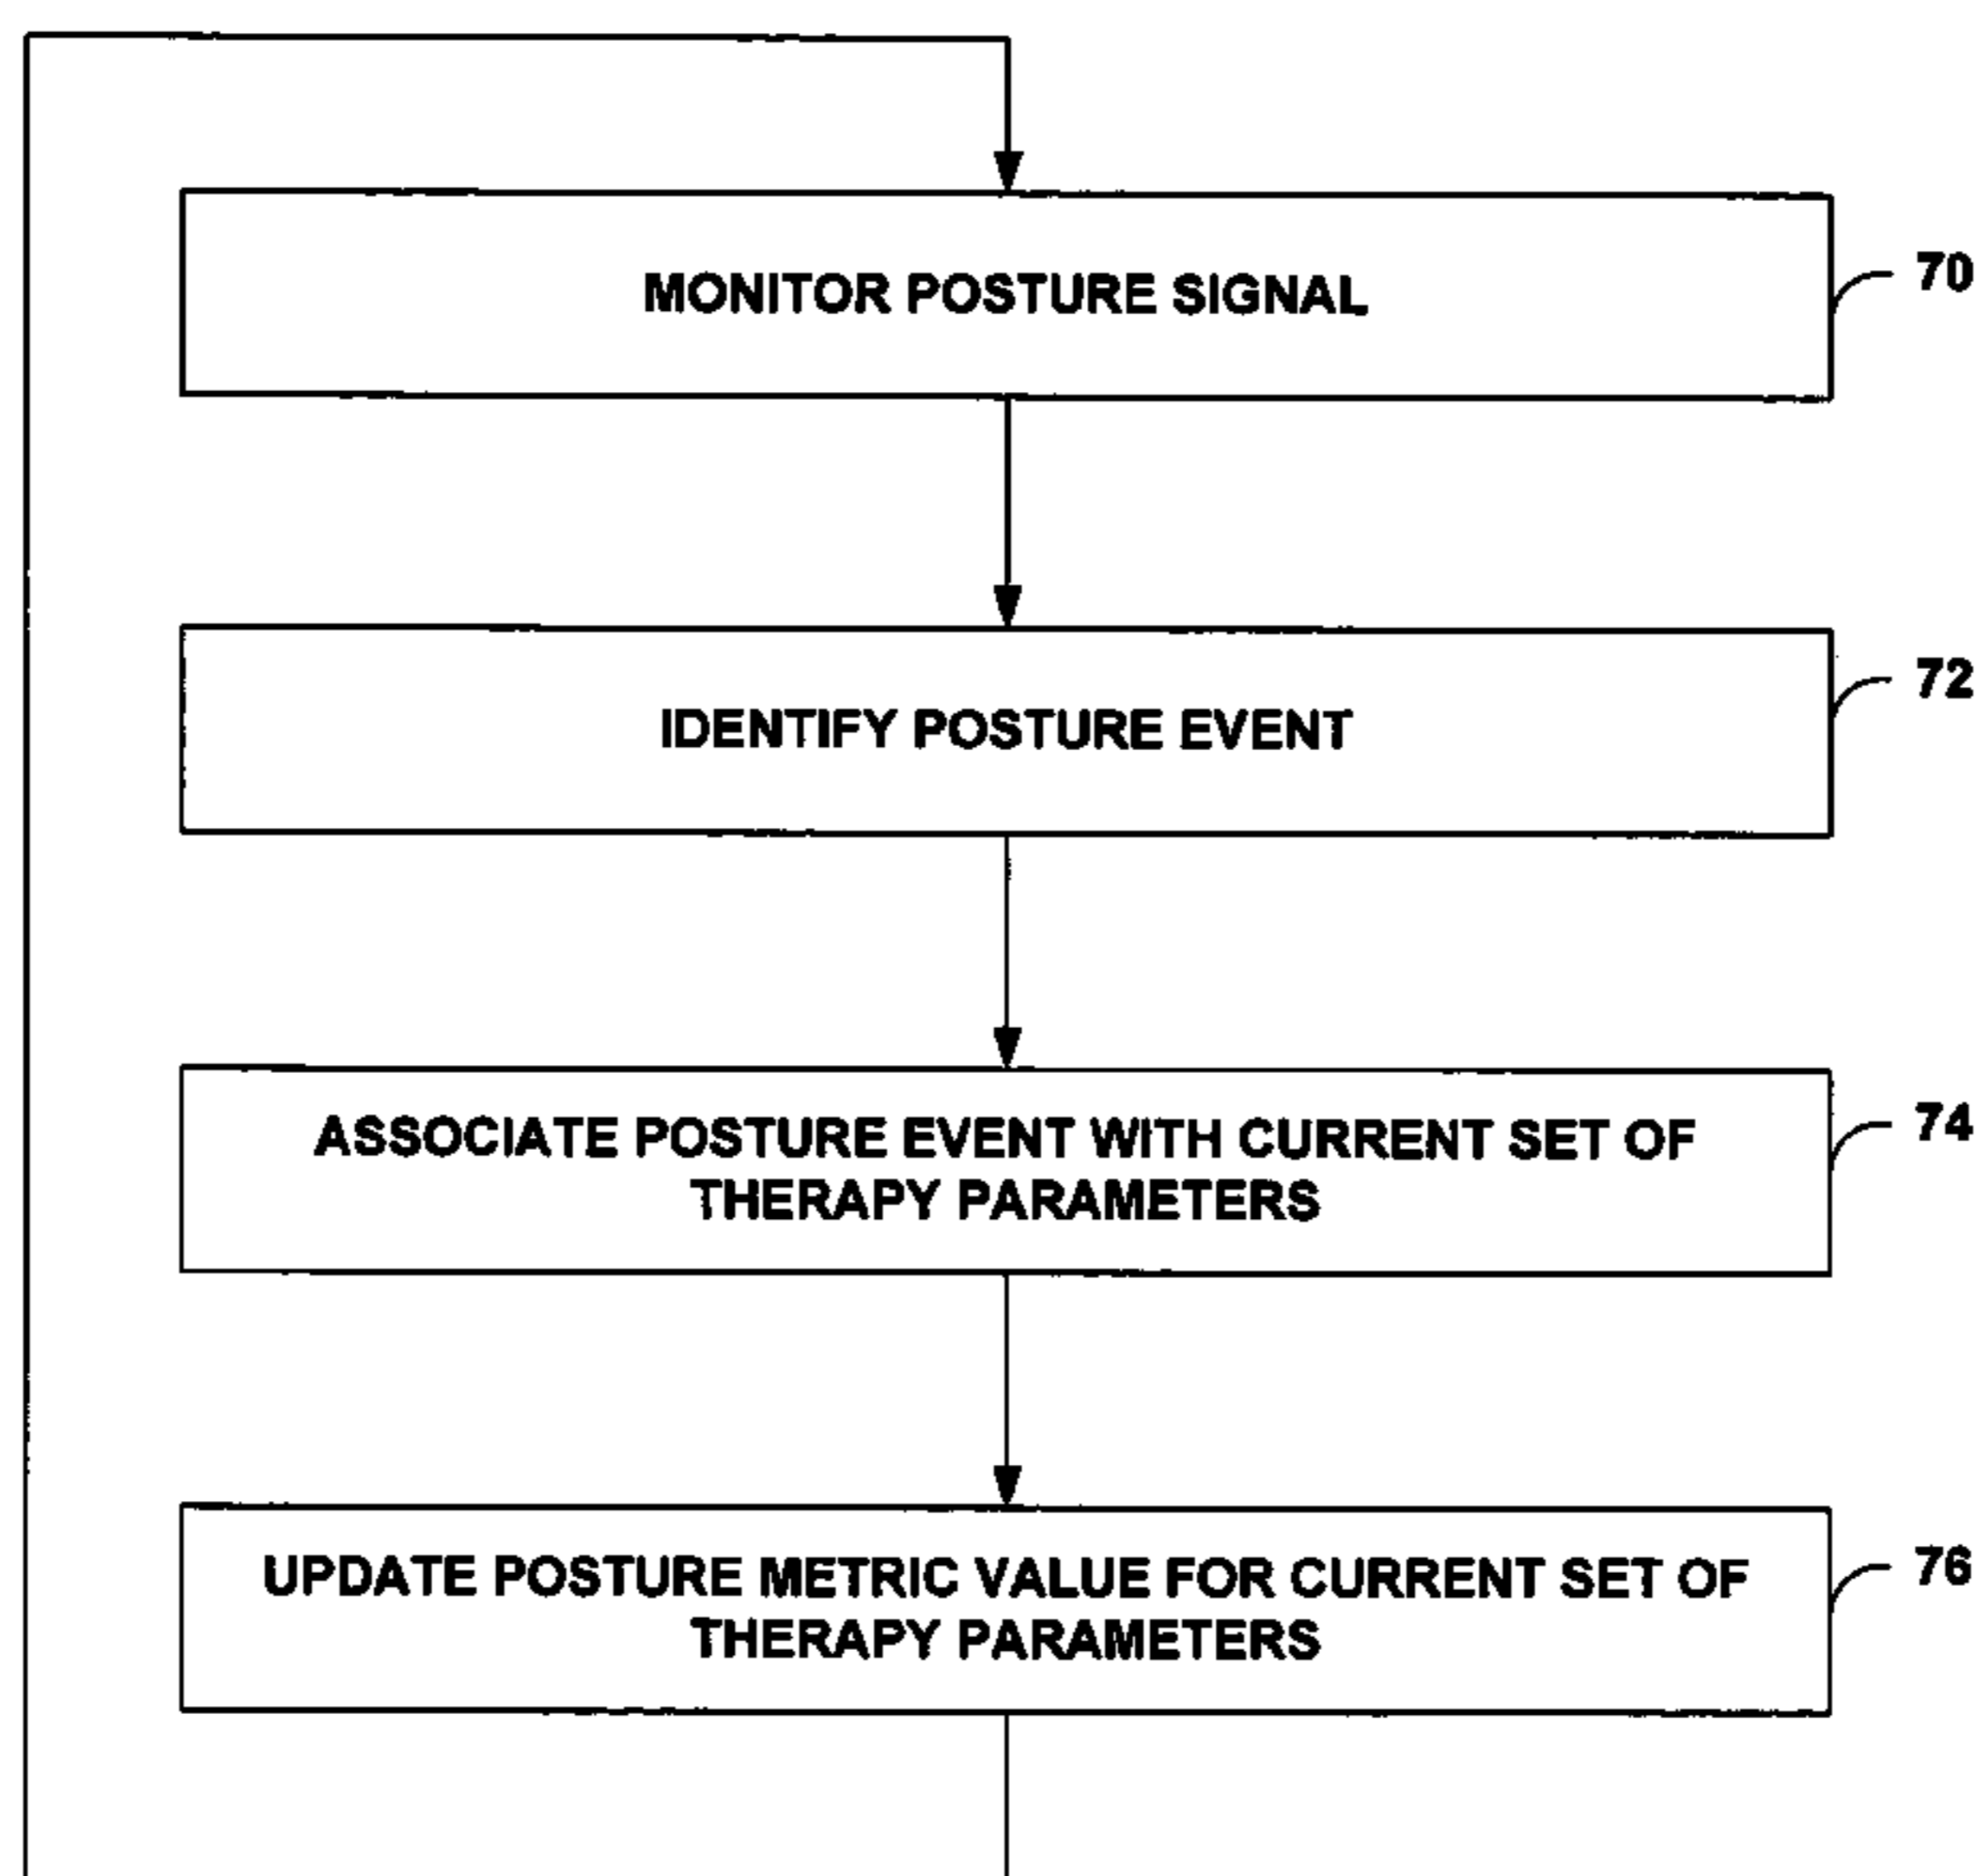 MONITOR POSTURE SIGNAL
70
IDENTIFY POSTURE EVENT
72
ASSOCIATE POSTURE EVENT WITH CURRENT SET OF
THERAPY PARAMETERS
74
UPDATE POSTURE METRIC VALUE FOR CURRENT SET OF
THERAPY PARAMETERS
76